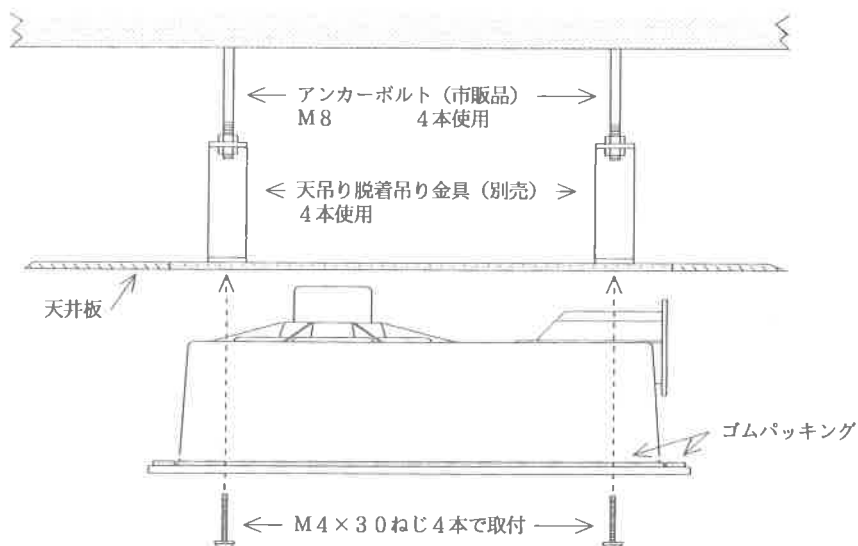 アンカーボルト（市販品）
M8 4本使用
天吊り脱着吊り金具（別売）
4本使用
天井板
ゴムパッキング
M4×30ねじ4本で取付